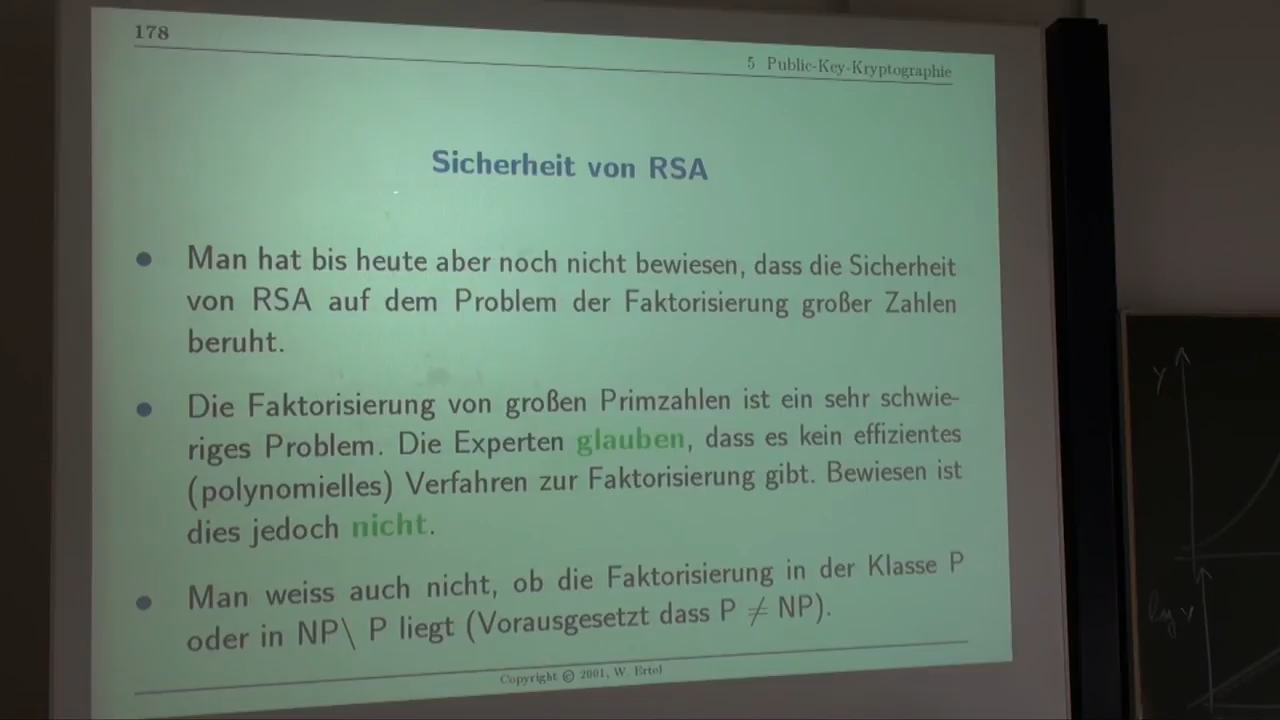 178
5 Public-Key-Kryptographie
Sicherheit von RSA
• Man hat bis heute aber noch nicht bewiesen, dass die Sicherheit
von RSA auf dem Problem der Faktorisierung großer Zahlen
beruht.
• Die Faktorisierung von großen Primzahlen ist ein sehr schwie-
riges Problem. Die Experten glauben, dass es kein effizientes
(polynomielles) Verfahren zur Faktorisierung gibt. Bewiesen ist
dies jedoch nicht.
• Man weiss auch nicht, ob die Faktorisierung in der Klasse P
oder in NP\ P liegt (Vorausgesetzt dass P ≠ NP).
Copyright © 2001, W. Ertel
Y
log y